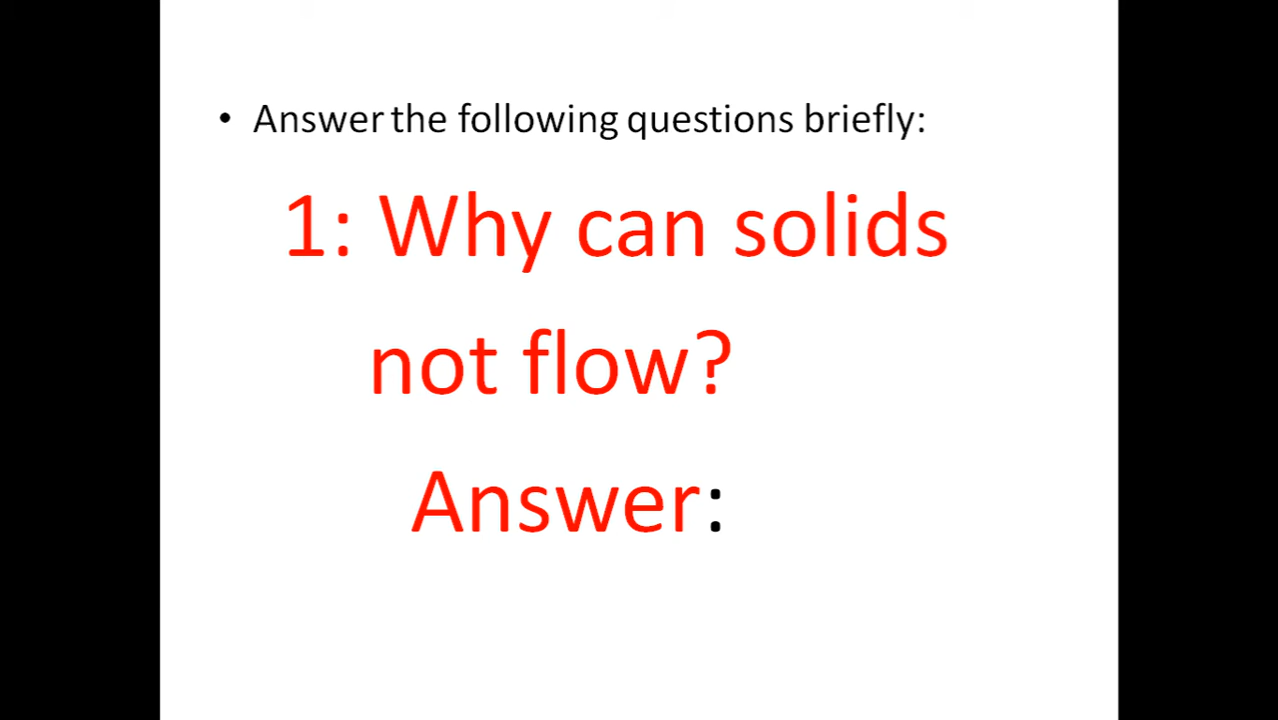 • Answer the following questions briefly:
1: Why can solids
not flow?
Answer: